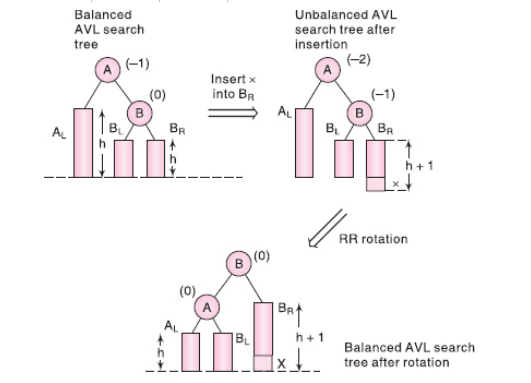 Balanced
AVL search
tree
A (–1)
(0)
B
A_L
B_L
B_R
h
h
Insert ×
into B_R
Unbalanced AVL
search tree after
insertion
A (–2)
(–1)
B
A_L
B_L
B_R
h + 1
×
RR rotation
B (0)
(0)
A
A_L
B_L
B_R
h
h + 1
X
Balanced AVL search
tree after rotation